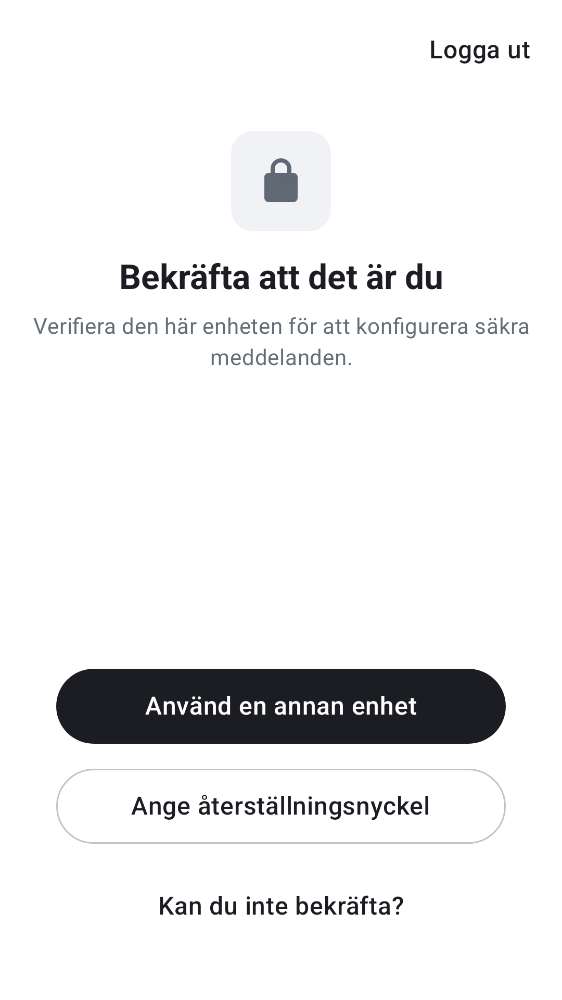 Logga ut
Bekräfta att det är du
Verifiera den här enheten för att konfigurera säkra
meddelanden.
Använd en annan enhet
Ange återställningsnyckel
Kan du inte bekräfta?